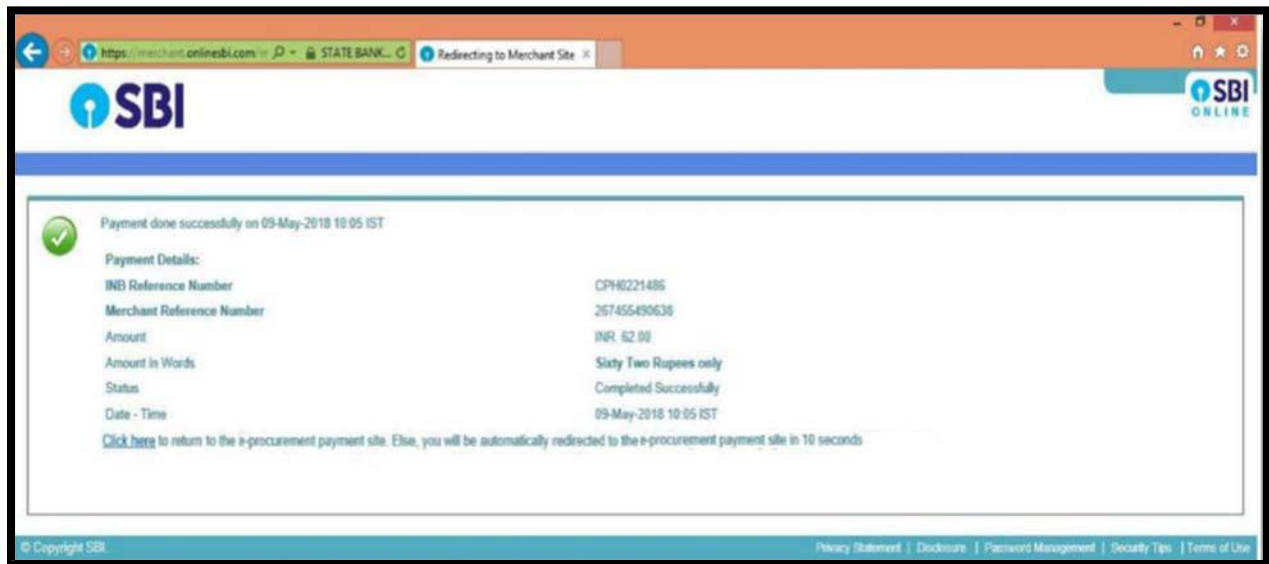 https://merchant.onlinesbi.com STATE BANK... Redirecting to Merchant Site
SBI
SBI
ONLINE
Payment done successfully on 09-May-2018 10:05 IST
Payment Details:
INB Reference Number CPH0221486
Merchant Reference Number 267455490638
Amount INR 62.00
Amount in Words Sixty Two Rupees only
Status Completed Successfully
Date - Time 09-May-2018 10:05 IST
Click here to return to the e-procurement payment site. Else, you will be automatically redirected to the e-procurement payment site in 10 seconds
© Copyright SBI. Privacy Statement | Disclosure | Password Management | Security Tips | Terms of Use